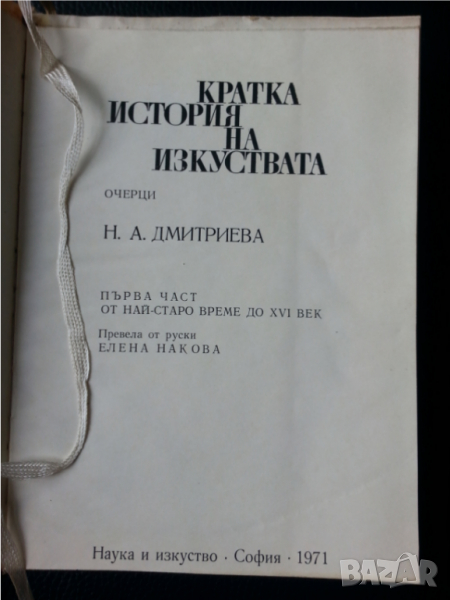 КРАТКА
ИСТОРИЯ
НА
ИЗКУСТВАТА
ОЧЕРЦИ
Н. А. ДМИТРИЕВА
ПЪРВА ЧАСТ
ОТ НАЙ-СТАРО ВРЕМЕ ДО XVI ВЕК
Превела от руски
ЕЛЕНА НАКОВА
Наука и изкуство · София · 1971
BAZAR